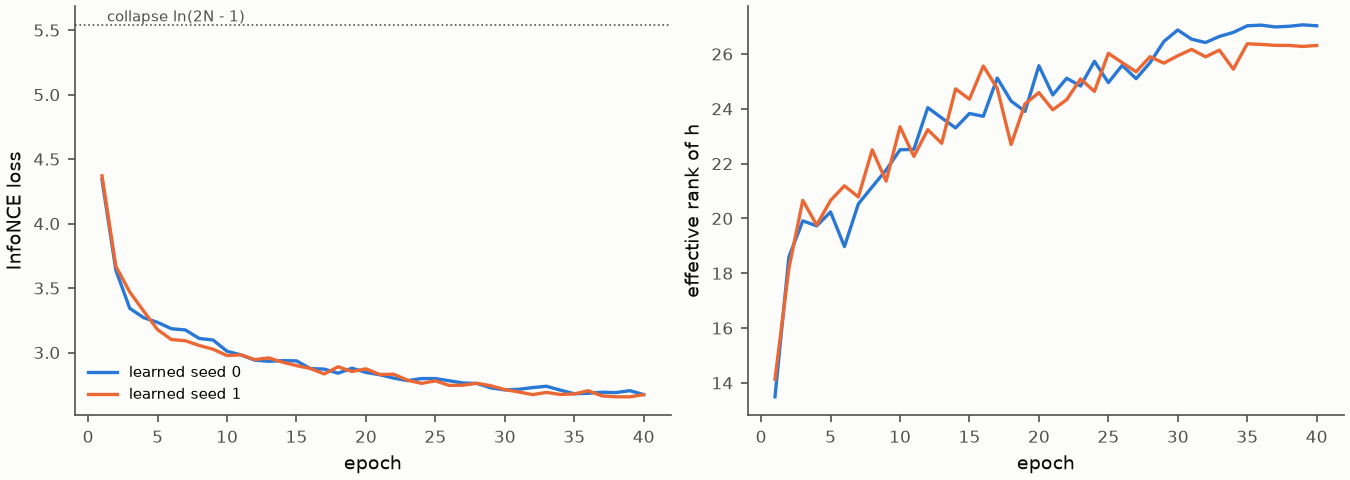 collapse ln(2N - 1)
5.5
5.0
4.5
4.0
3.5
3.0
InfoNCE loss
learned seed 0
learned seed 1
0 5 10 15 20 25 30 35 40
epoch
26
24
22
20
18
16
14
effective rank of h
0 5 10 15 20 25 30 35 40
epoch